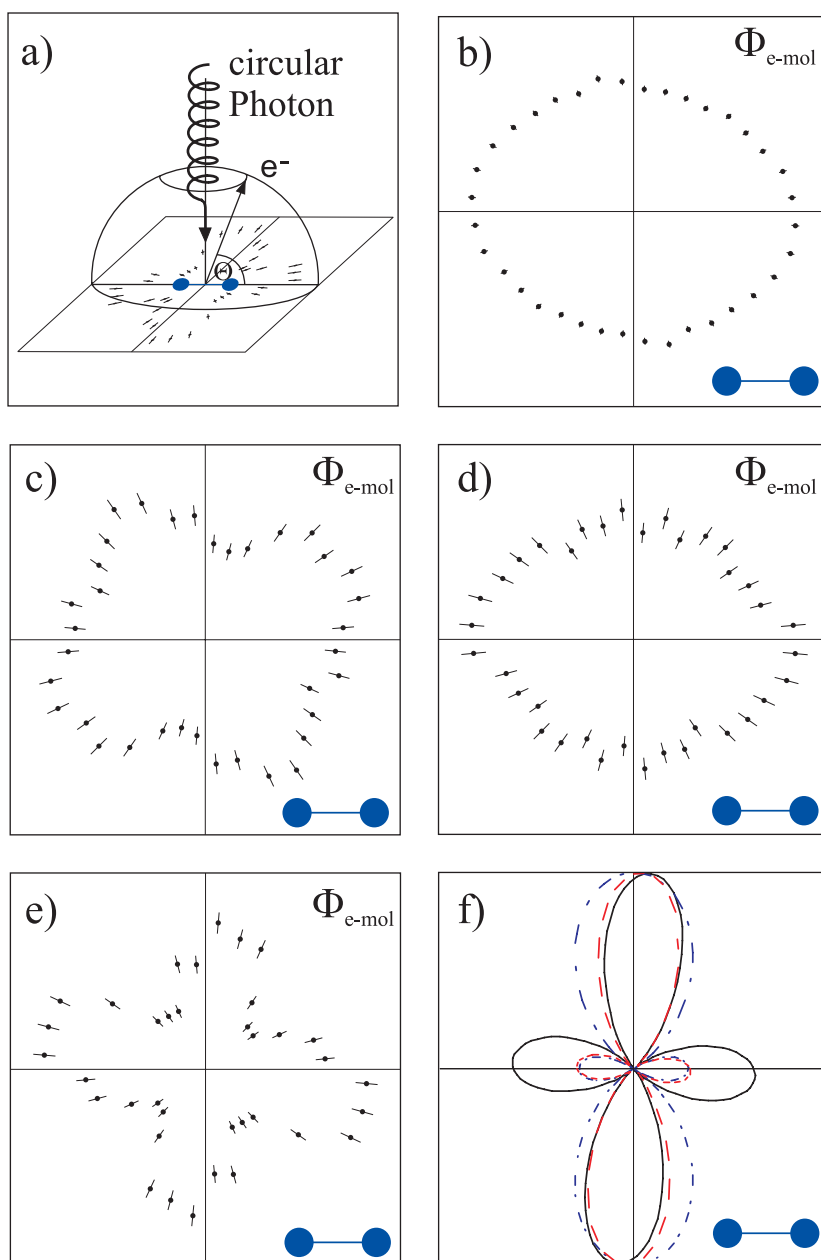 a)
circular
Photon
e-
Θ
b)
Φe-mol
c)
Φe-mol
d)
Φe-mol
e)
Φe-mol
f)